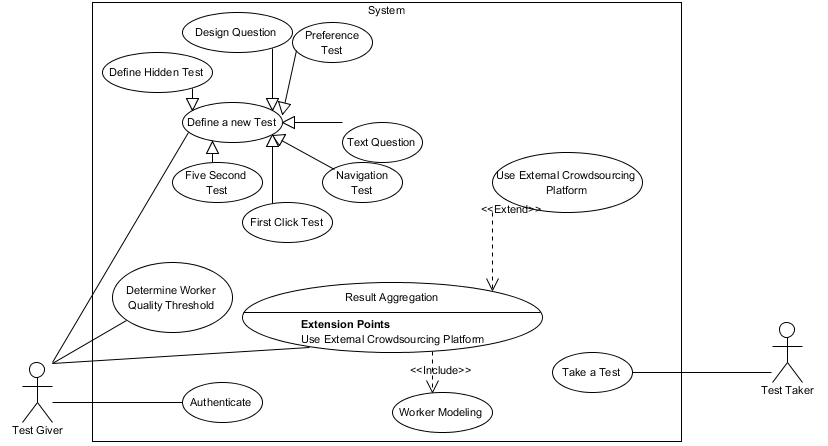 System
Design Question
Preference
Test
Define Hidden Test
Define a new Test
Text Question
Five Second
Test
Navigation
Test
First Click Test
Use External Crowdsourcing
Platform
<<Extend>>
Determine Worker
Quality Threshold
Result Aggregation
Extension Points
Use External Crowdsourcing Platform
<<Include>>
Take a Test
Test Taker
Authenticate
Worker Modeling
Test Giver